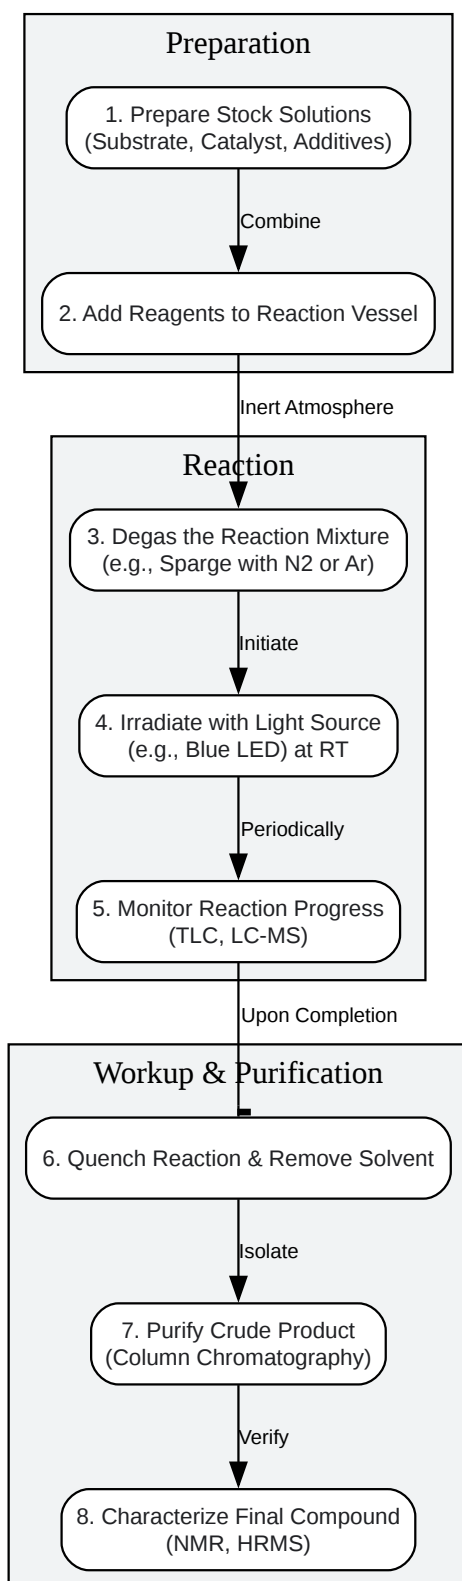 Preparation
1. Prepare Stock Solutions
(Substrate, Catalyst, Additives)
Combine
2. Add Reagents to Reaction Vessel
Inert Atmosphere
Reaction
3. Degas the Reaction Mixture
(e.g., Sparge with N2 or Ar)
Initiate
4. Irradiate with Light Source
(e.g., Blue LED) at RT
Periodically
5. Monitor Reaction Progress
(TLC, LC-MS)
Upon Completion
Workup & Purification
6. Quench Reaction & Remove Solvent
Isolate
7. Purify Crude Product
(Column Chromatography)
Verify
8. Characterize Final Compound
(NMR, HRMS)